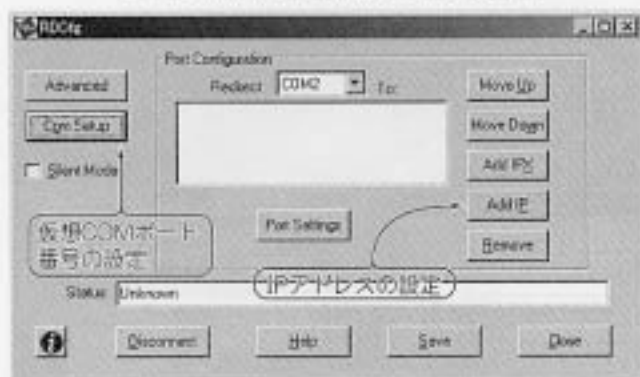 RDCfg
Port Configuration
Advanced
Redirect COM2 To:
Move Up
Com Setup
Move Down
Silent Mode
Add IPX
Add IP
仮想COMポート
番号の設定
Port Settings
Remove
IPアドレスの設定
Status Unknown
Disconnect
Help
Save
Close